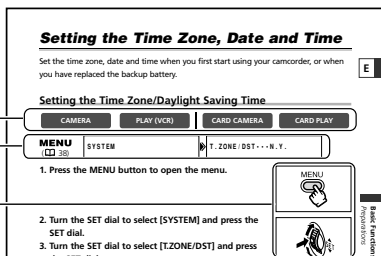 Setting the Time Zone, Date and Time
Set the time zone, date and time when you first start using your camcorder, or when
you have replaced the backup battery.
E
Setting the Time Zone/Daylight Saving Time
CAMERA PLAY (VCR) CARD CAMERA CARD PLAY
MENU
( 38)
SYSTEM T.ZONE/DST•••N.Y.
1. Press the MENU button to open the menu.
MENU
2. Turn the SET dial to select [SYSTEM] and press the
SET dial.
3. Turn the SET dial to select [T.ZONE/DST] and press
Basic Functions
Preparations